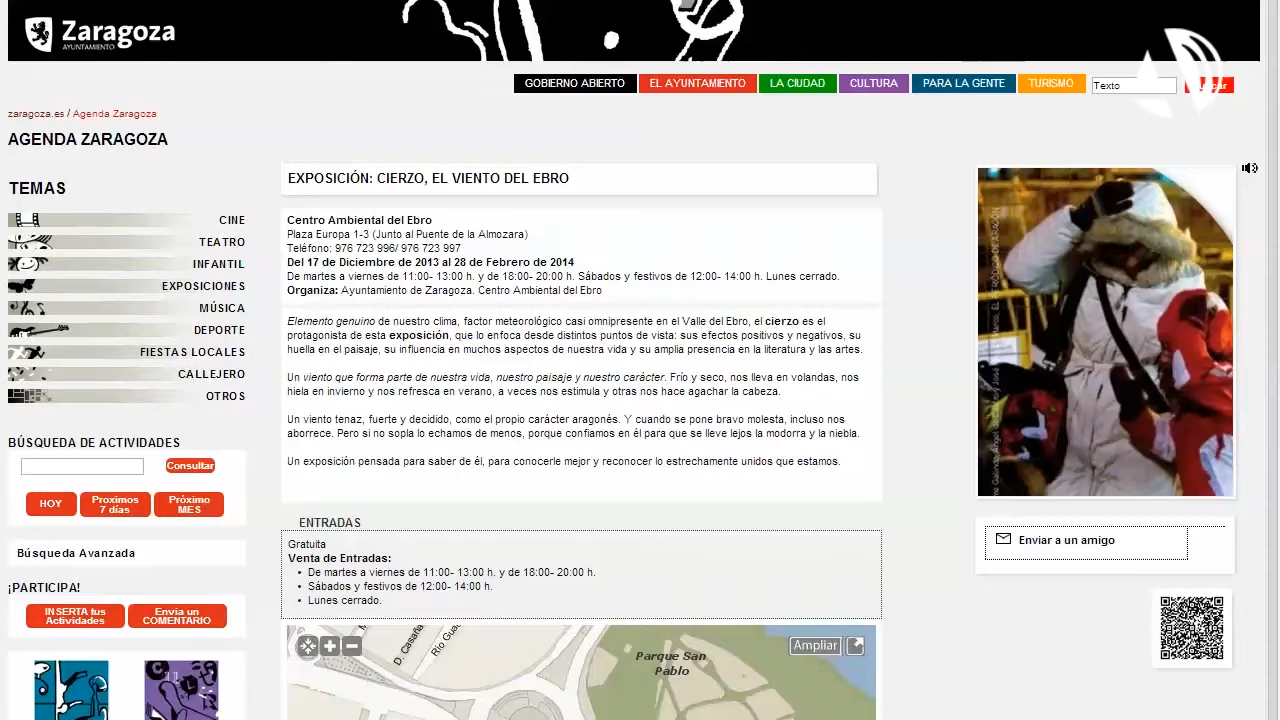 Zaragoza
AYUNTAMIENTO
GOBIERNO ABIERTO
EL AYUNTAMIENTO
LA CIUDAD
CULTURA
PARA LA GENTE
TURISMO
Texto
zaragoza.es / Agenda Zaragoza
AGENDA ZARAGOZA
TEMAS
CINE
TEATRO
INFANTIL
EXPOSICIONES
MÚSICA
DEPORTE
FIESTAS LOCALES
CALLEJERO
OTROS
BÚSQUEDA DE ACTIVIDADES
Consultar
HOY
Proximos
7 días
Próximo
MES
Búsqueda Avanzada
¡PARTICIPA!
INSERTA tus
Actividades
Envia un
COMENTARIO
EXPOSICIÓN: CIERZO, EL VIENTO DEL EBRO
Centro Ambiental del Ebro
Plaza Europa 1-3 (Junto al Puente de la Almozara)
Teléfono: 976 723 996/ 976 723 997
Del 17 de Diciembre de 2013 al 28 de Febrero de 2014
De martes a viernes de 11:00- 13:00 h. y de 18:00- 20:00 h. Sábados y festivos de 12:00- 14:00 h. Lunes cerrado.
Organiza: Ayuntamiento de Zaragoza. Centro Ambiental del Ebro
Elemento genuino de nuestro clima, factor meteorológico casi omnipresente en el Valle del Ebro, el cierzo es el
protagonista de esta exposición, que lo enfoca desde distintos puntos de vista: sus efectos positivos y negativos, su
huella en el paisaje, su influencia en muchos aspectos de nuestra vida y su amplia presencia en la literatura y las artes.
Un viento que forma parte de nuestra vida, nuestro paisaje y nuestro carácter. Frío y seco, nos lleva en volandas, nos
hiela en invierno y nos refresca en verano, a veces nos estimula y otras nos hace agachar la cabeza.
Un viento tenaz, fuerte y decidido, como el propio carácter aragonés. Y cuando se pone bravo molesta, incluso nos
aborrece. Pero si no sopla lo echamos de menos, porque confiamos en él para que se lleve lejos la modorra y la niebla.
Un exposición pensada para saber de él, para conocerle mejor y reconocer lo estrechamente unidos que estamos.
ENTRADAS
Gratuita
Venta de Entradas:
• De martes a viernes de 11:00- 13:00 h. y de 18:00- 20:00 h.
• Sábados y festivos de 12:00- 14:00 h.
• Lunes cerrado.
D. Casaña
Río Gua
Parque San
Pablo
Ampliar
Enviar a un amigo